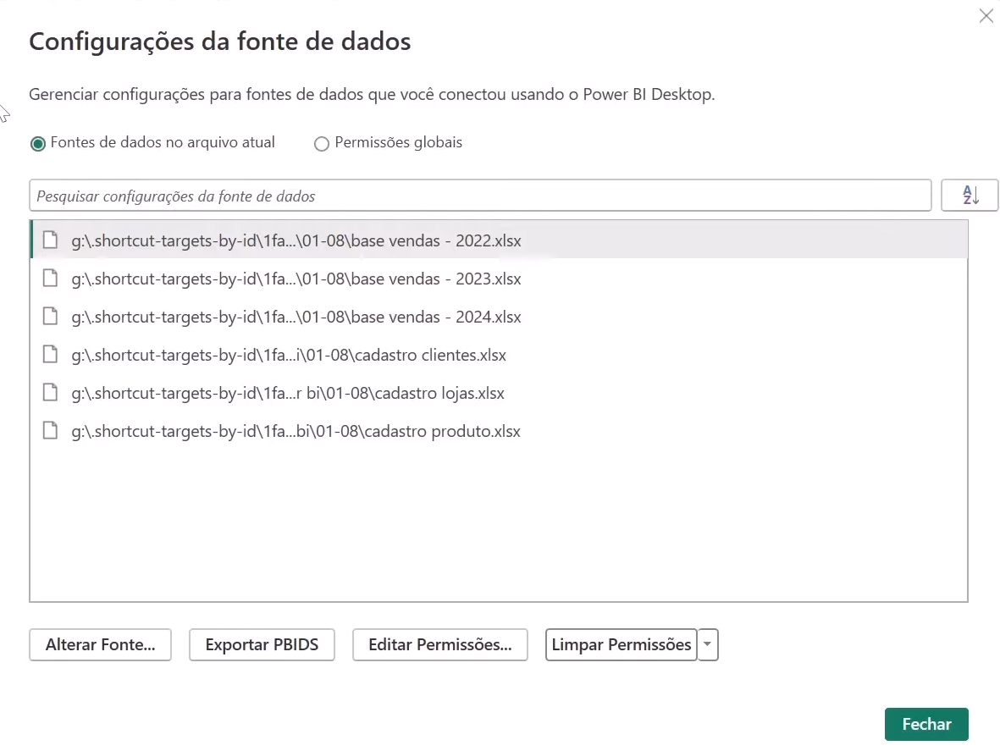 Configurações da fonte de dados
Gerenciar configurações para fontes de dados que você conectou usando o Power BI Desktop.
Fontes de dados no arquivo atual Permissões globais
Pesquisar configurações da fonte de dados AZ
g:\.shortcut-targets-by-id\1fa...\01-08\base vendas - 2022.xlsx
g:\.shortcut-targets-by-id\1fa...\01-08\base vendas - 2023.xlsx
g:\.shortcut-targets-by-id\1fa...\01-08\base vendas - 2024.xlsx
g:\.shortcut-targets-by-id\1fa...i\01-08\cadastro clientes.xlsx
g:\.shortcut-targets-by-id\1fa...r bi\01-08\cadastro lojas.xlsx
g:\.shortcut-targets-by-id\1fa...bi\01-08\cadastro produto.xlsx
Alterar Fonte... Exportar PBIDS Editar Permissões... Limpar Permissões
Fechar